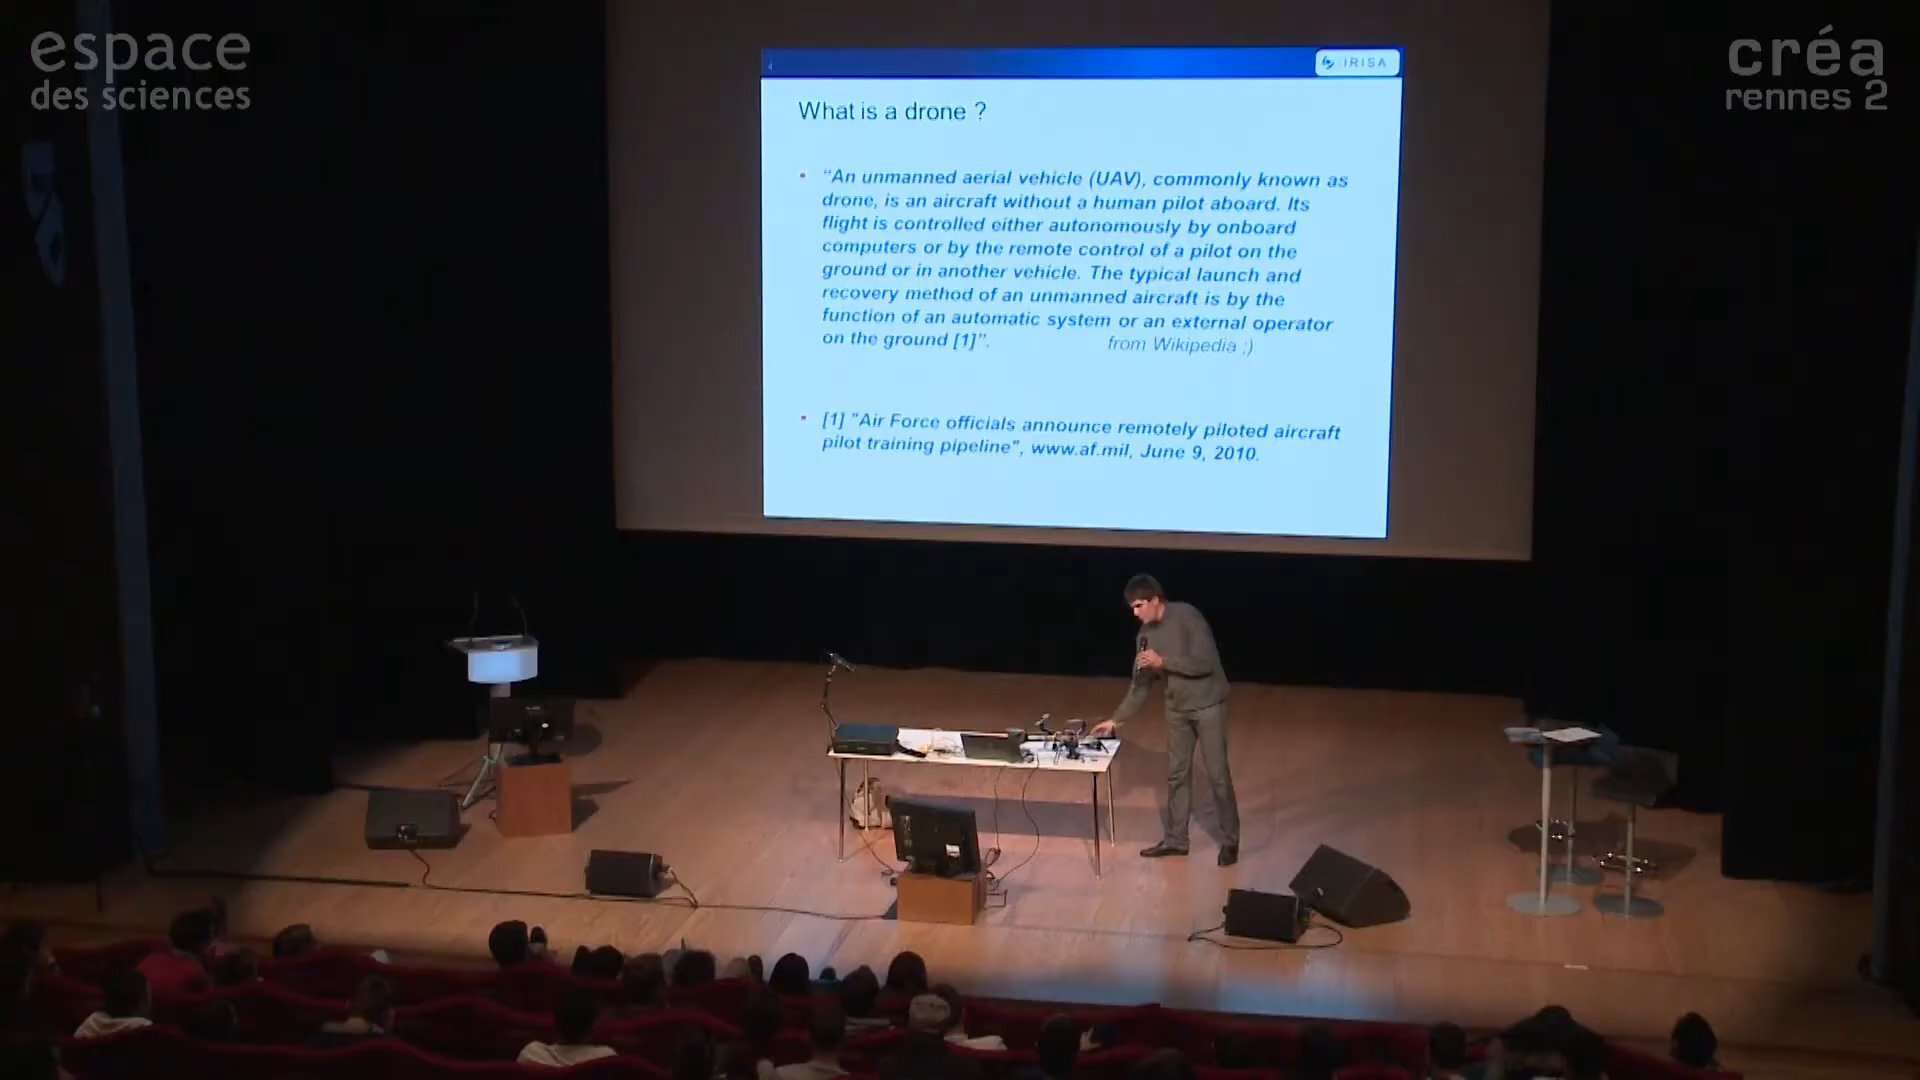 espace
des sciences
créa
rennes 2
IRISA
What is a drone ?
"An unmanned aerial vehicle (UAV), commonly known as
drone, is an aircraft without a human pilot aboard. Its
flight is controlled either autonomously by onboard
computers or by the remote control of a pilot on the
ground or in another vehicle. The typical launch and
recovery method of an unmanned aircraft is by the
function of an automatic system or an external operator
on the ground [1]".
from Wikipedia ;)
[1] "Air Force officials announce remotely piloted aircraft
pilot training pipeline", www.af.mil, June 9, 2010.